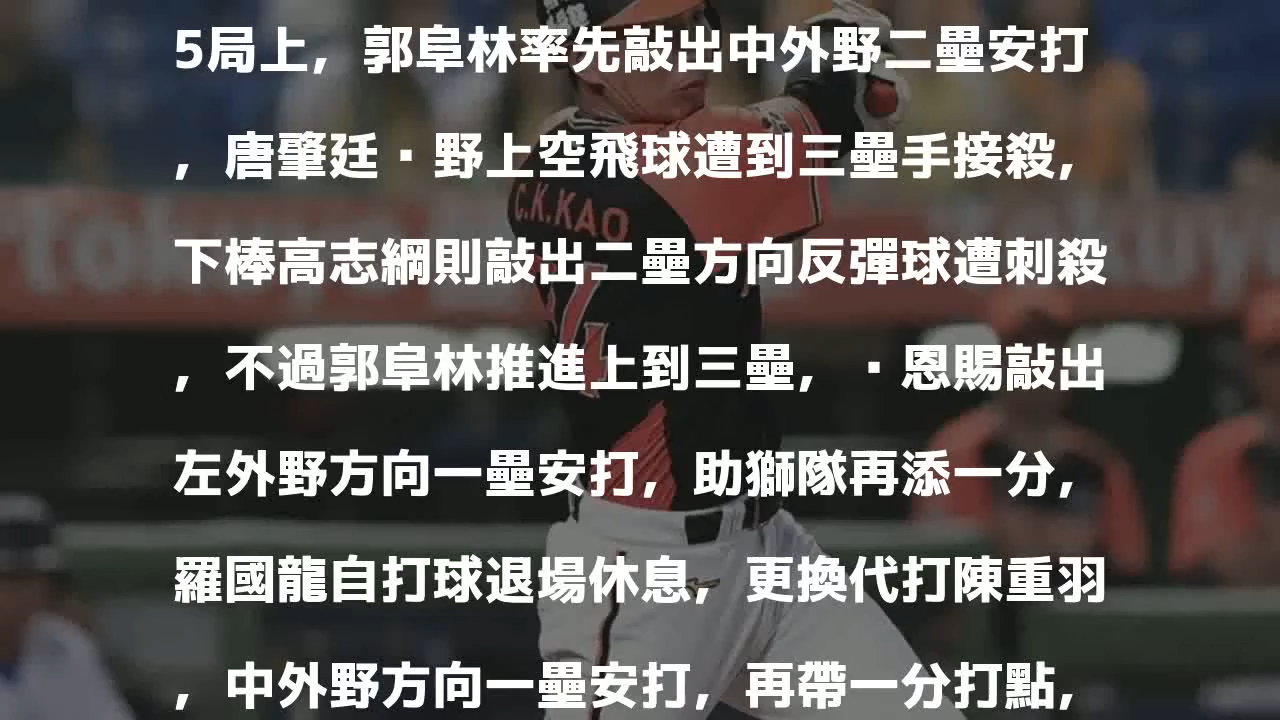 5局上，郭阜林率先敲出中外野二壘安打
，唐肇廷·野上空飛球遭到三壘手接殺，
下棒高志綱則敲出二壘方向反彈球遭刺殺
，不過郭阜林推進上到三壘，·恩賜敲出
左外野方向一壘安打，助獅隊再添一分，
羅國龍自打球退場休息，更換代打陳重羽
，中外野方向一壘安打，再帶一分打點，
C.K.KAO